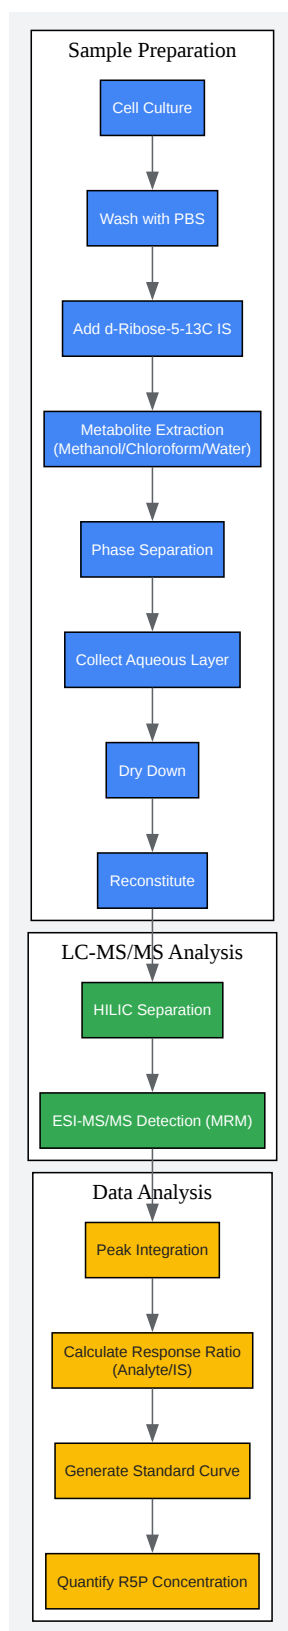 Sample Preparation
Cell Culture
Wash with PBS
Add d-Ribose-5-13C IS
Metabolite Extraction
(Methanol/Chloroform/Water)
Phase Separation
Collect Aqueous Layer
Dry Down
Reconstitute
LC-MS/MS Analysis
HILIC Separation
ESI-MS/MS Detection (MRM)
Data Analysis
Peak Integration
Calculate Response Ratio
(Analyte/IS)
Generate Standard Curve
Quantify R5P Concentration